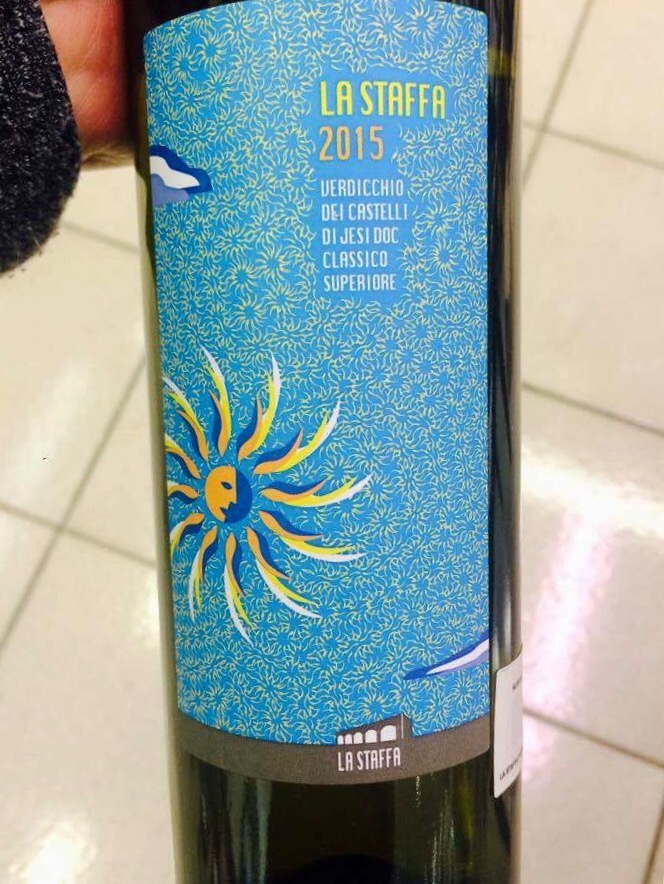 LA STAFFA
2015
VERDICCHIO
DEI CASTELLI
DI JESI DOC
CLASSICO
SUPERIORE
LA STAFFA